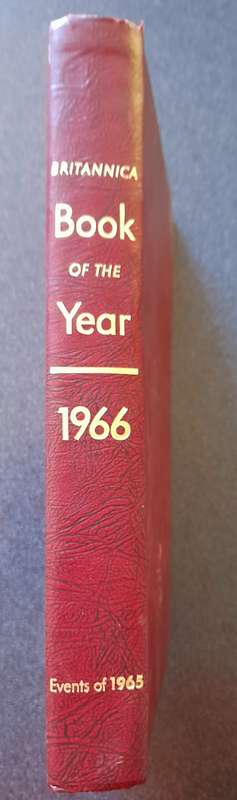 BRITANNICA
Book
OF THE
Year
1966
Events of 1965